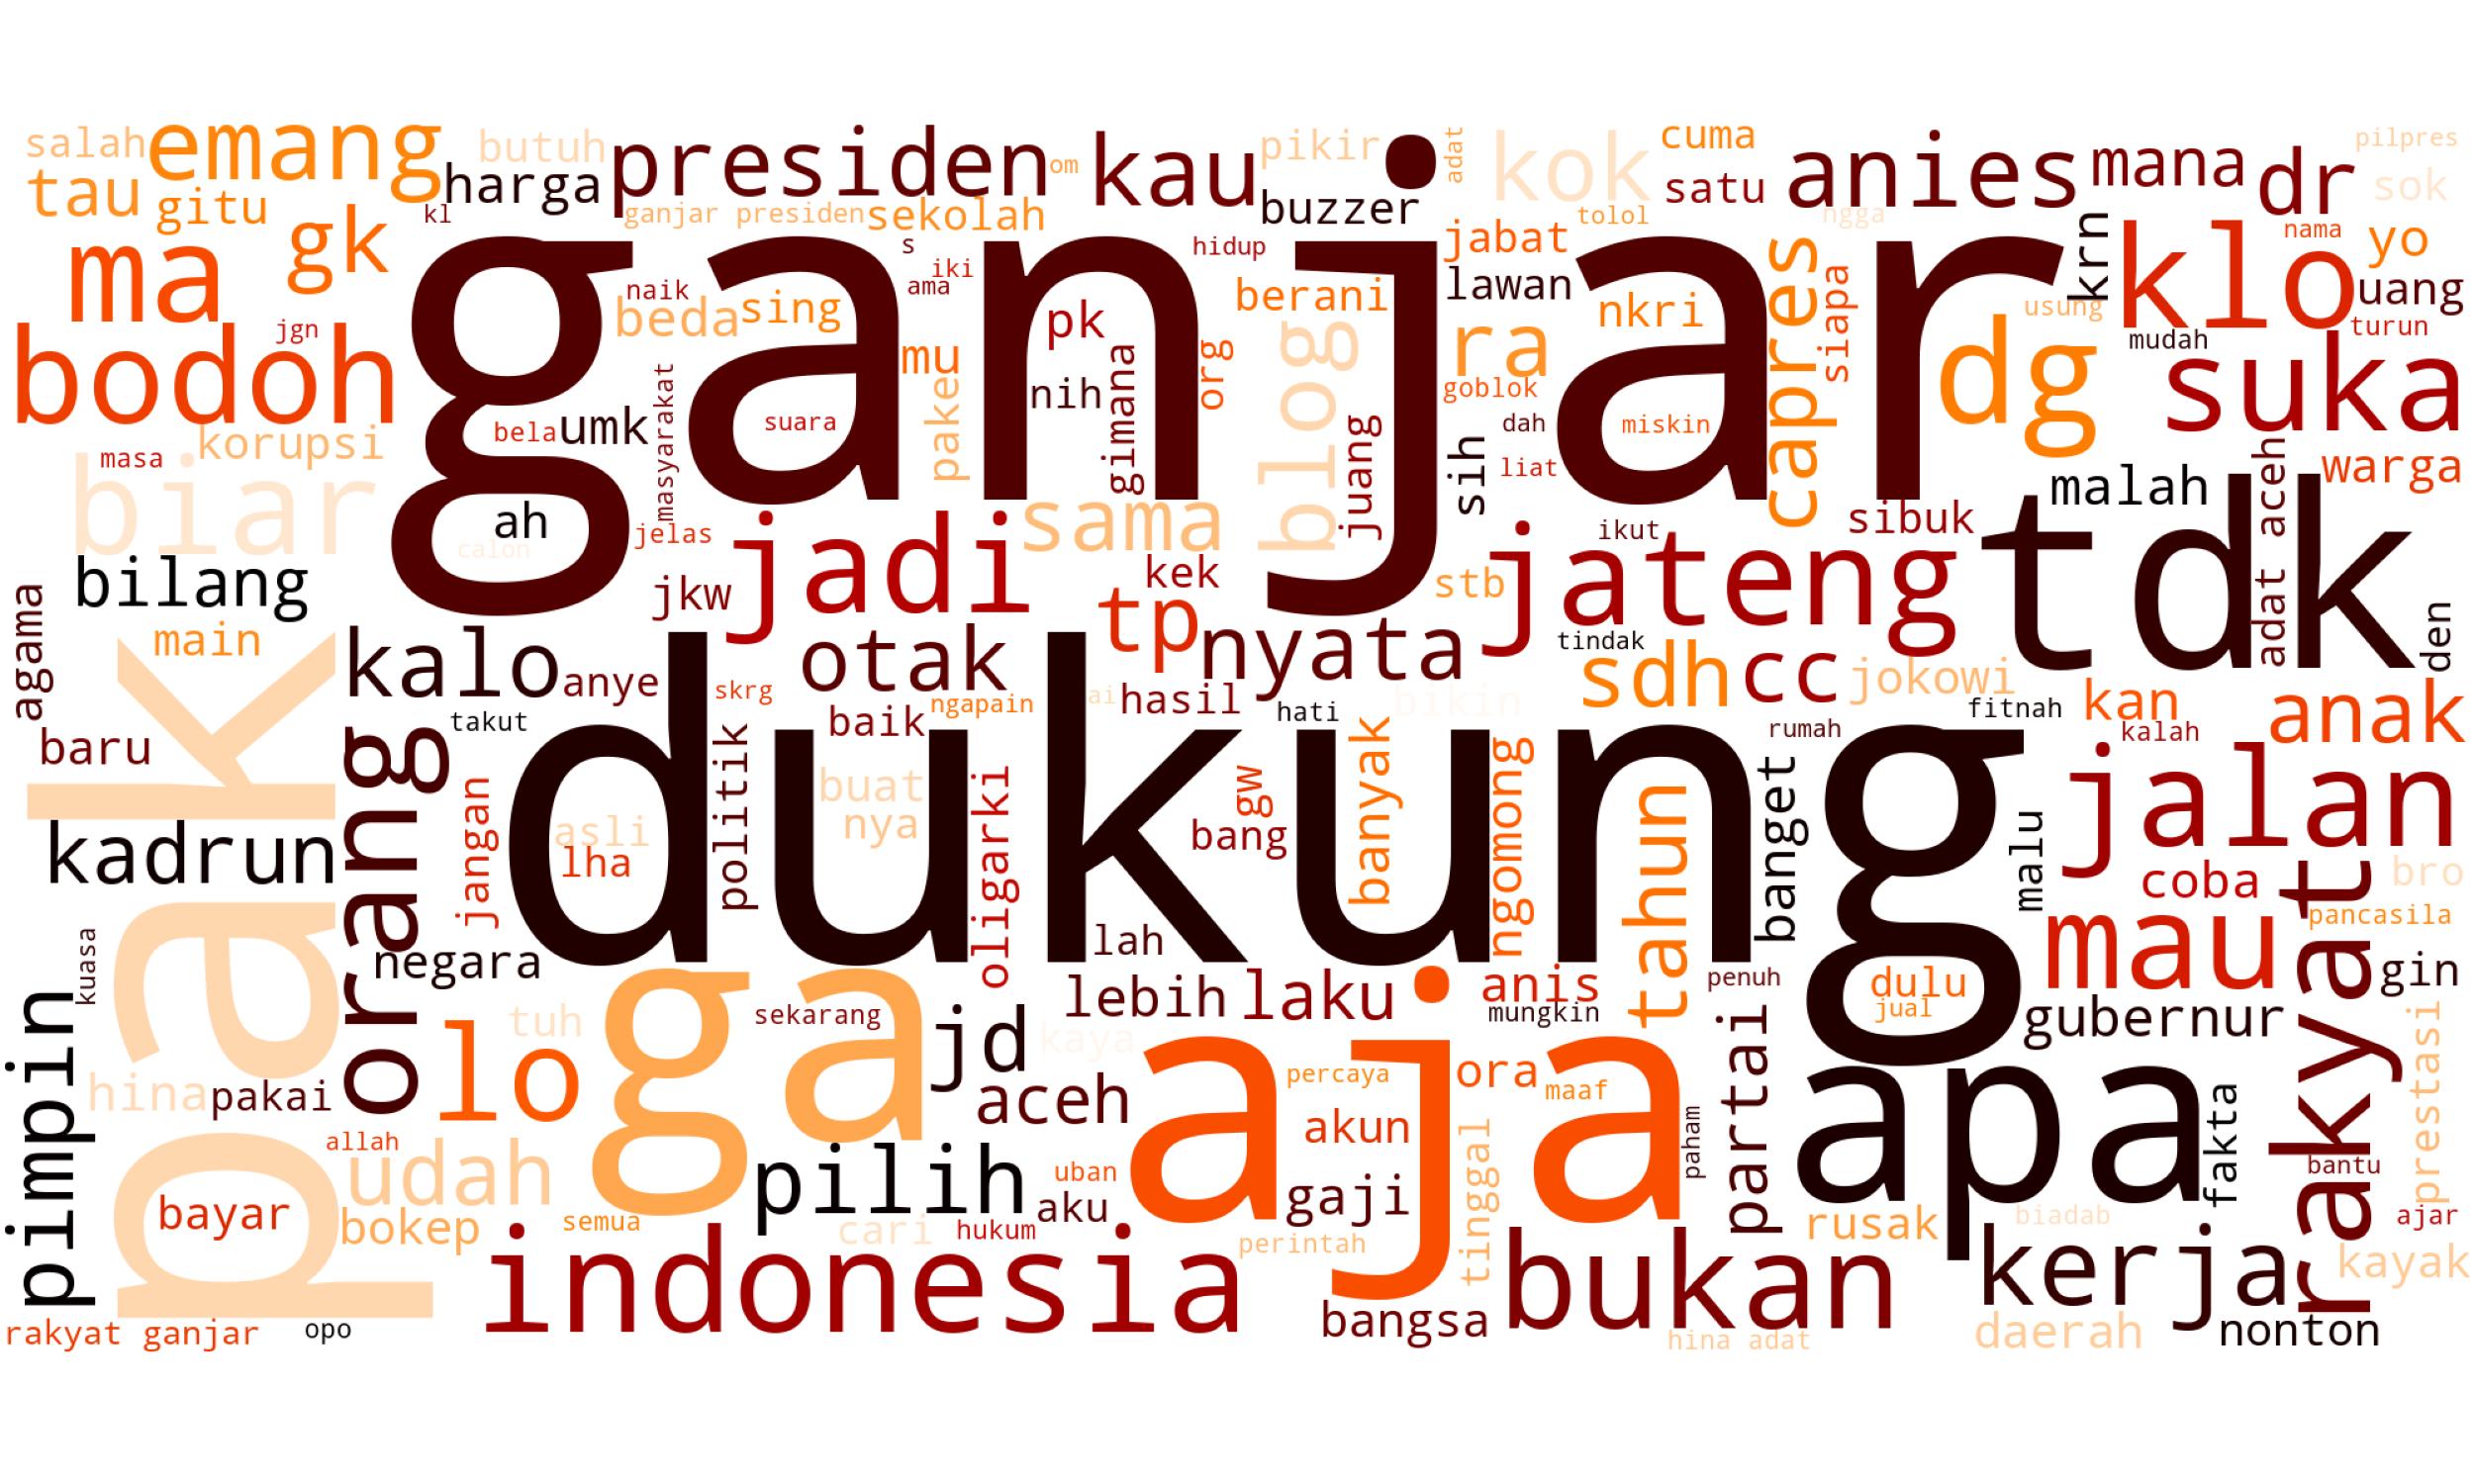 salah
emang
butuh
presiden
om
kau
pikir
adat
kok
cuma
anies
mana
dr
pilpres
tau
gitu
harga
kl
ganjar presiden
sekolah
buzzer
satu
tolol
ngga
sok
ma
gk
ganjar
s
iki
ama
hidup
jabat
krn
klo
nama
yo
uang
turun
mudah
jgn
naik
beda
sing
pk
berani
lawan
nkri
capres
siapa
usung
dg
suka
bodoh
mu
nih
gimana
org
blog
ra
goblok
korupsi
bela
umk
masyarakat
suara
pake
juang
sih
dah
liat
miskin
masa
biar
ah
calon
jelas
jadi
sama
ikut
sibuk
malah
adat aceh
warga
tdk
bilang
jkw
kek
tp
stb
jateng
den
agama
main
pak
kalo
anye
otak
nyata
tindak
sdh
cc
jokowi
kan
anak
baru
takut
skrg
baik
ngapain
ai
hasil
hati
bikin
rumah
fitnah
kalah
orang
jangan
dukung
politik
buat
nya
oligarki
gw
bang
banyak
ngomong
tahun
banget
malu
jalan
kadrun
asli
lha
coba
bro
pancasila
rakyat
kuasa
negara
lah
mau
gin
pimpin
tuh
ga
sekarang
jd
kaya
lebih
laku
anis
mungkin
penuh
dulu
jual
gubernur
prestasi
hina
pakai
lo
aceh
aja
percaya
ora
maaf
partai
apa
fakta
allah
udah
pilih
uban
akun
tinggal
paham
bantu
bayar
bokep
semua
cari
hukum
aku
gaji
perintah
rusak
biadab
ajar
indonesia
bukan
kerja
kayak
rakyat ganjar
opo
bangsa
hina adat
daerah
nonton